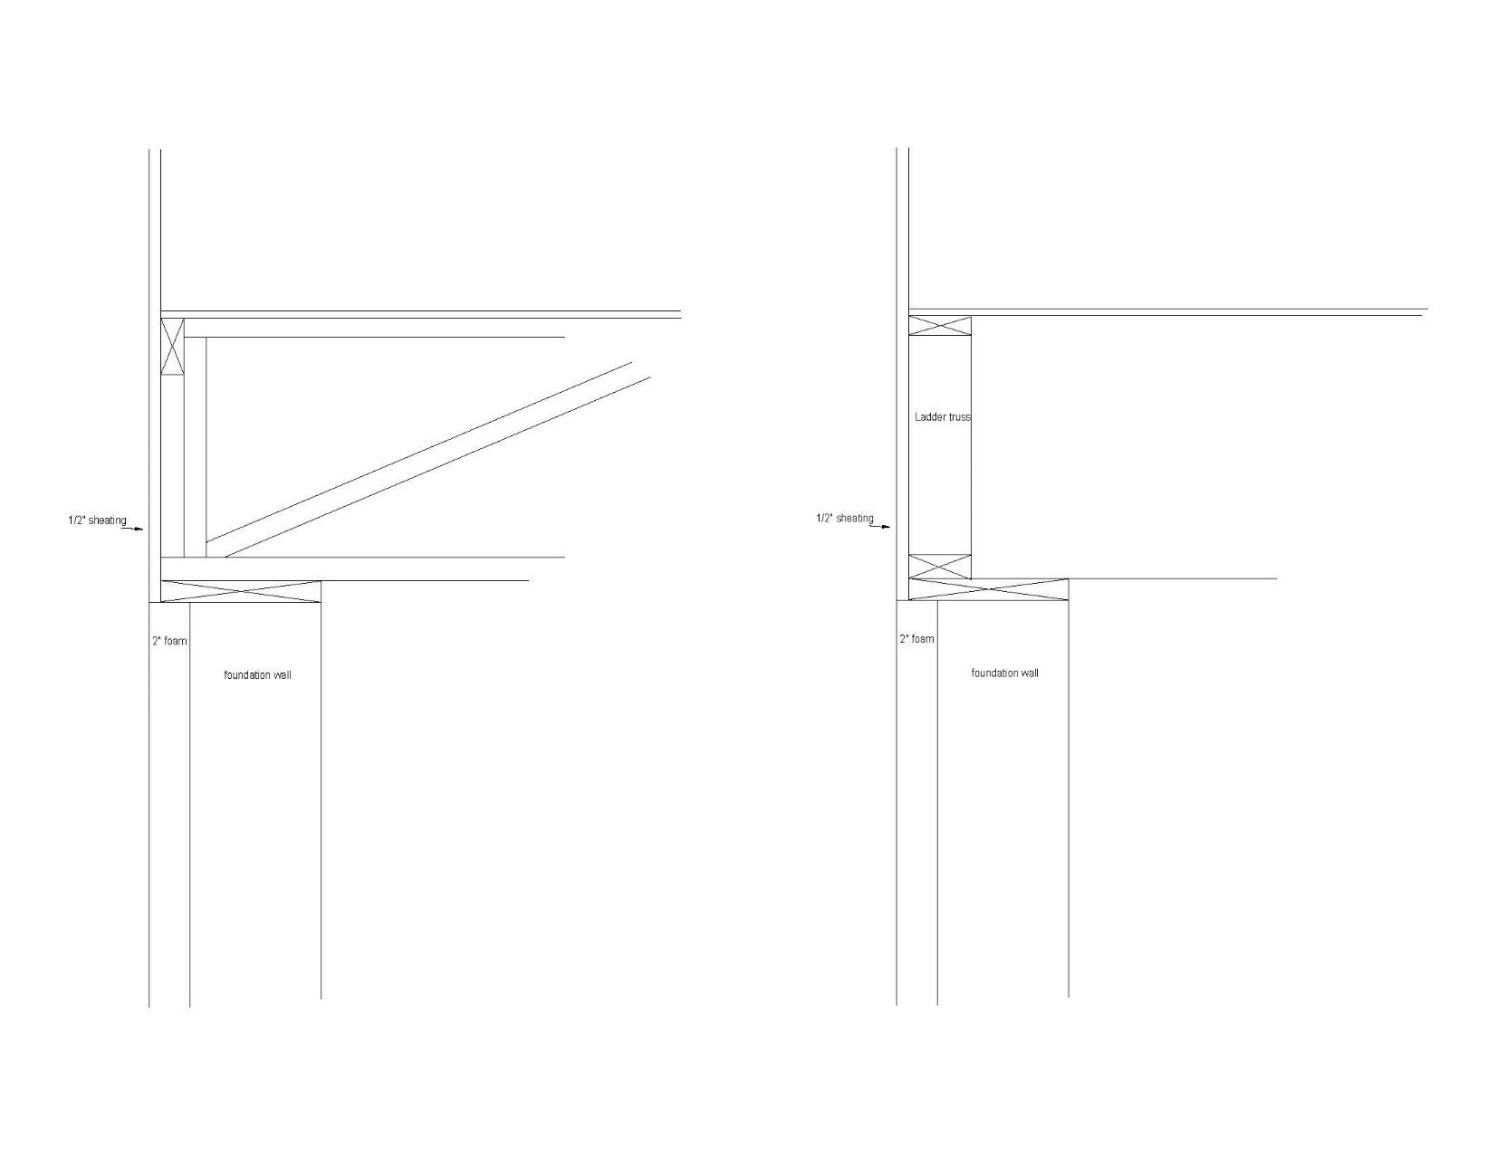 1/2" sheating
2" foam
foundation wall
Ladder truss
1/2" sheating
2" foam
foundation wall